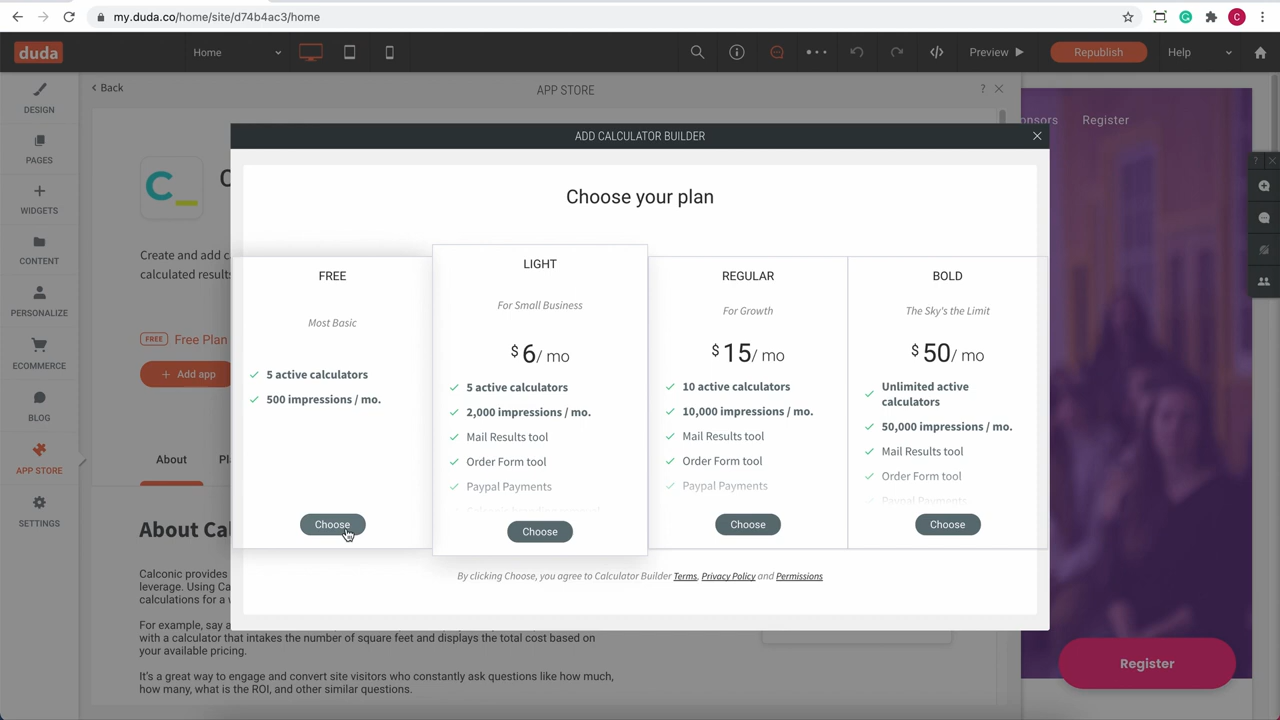 my.duda.co/home/site/d74b4ac3/home
C
duda
Home
Preview
Republish
Help
DESIGN
PAGES
WIDGETS
CONTENT
PERSONALIZE
ECOMMERCE
BLOG
APP STORE
SETTINGS
< Back
APP STORE
?
Create and add c
calculated results
FREE Free Plan
+ Add app
About
About Cal
Calconic provides
leverage. Using Ca
calculations for a w
For example, say a
with a calculator that intakes the number of square feet and displays the total cost based on
your available pricing.
It's a great way to engage and convert site visitors who constantly ask questions like how much,
how many, what is the ROI, and other similar questions.
ADD CALCULATOR BUILDER
Choose your plan
FREE
Most Basic
5 active calculators
500 impressions / mo.
Choose
LIGHT
For Small Business
$ 6/ mo
5 active calculators
2,000 impressions / mo.
Mail Results tool
Order Form tool
Paypal Payments
Choose
REGULAR
For Growth
$ 15/ mo
10 active calculators
10,000 impressions / mo.
Mail Results tool
Order Form tool
Paypal Payments
Choose
BOLD
The Sky's the Limit
$ 50/ mo
Unlimited active
calculators
50,000 impressions / mo.
Mail Results tool
Order Form tool
Paypal Payments
Choose
By clicking Choose, you agree to Calculator Builder Terms, Privacy Policy and Permissions
onsors Register
?
Register